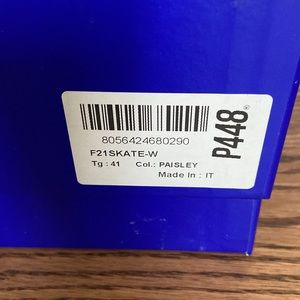 8056424680290
F21SKATE-W
Tg : 41 Col.: PAISLEY
Made In : IT
P448